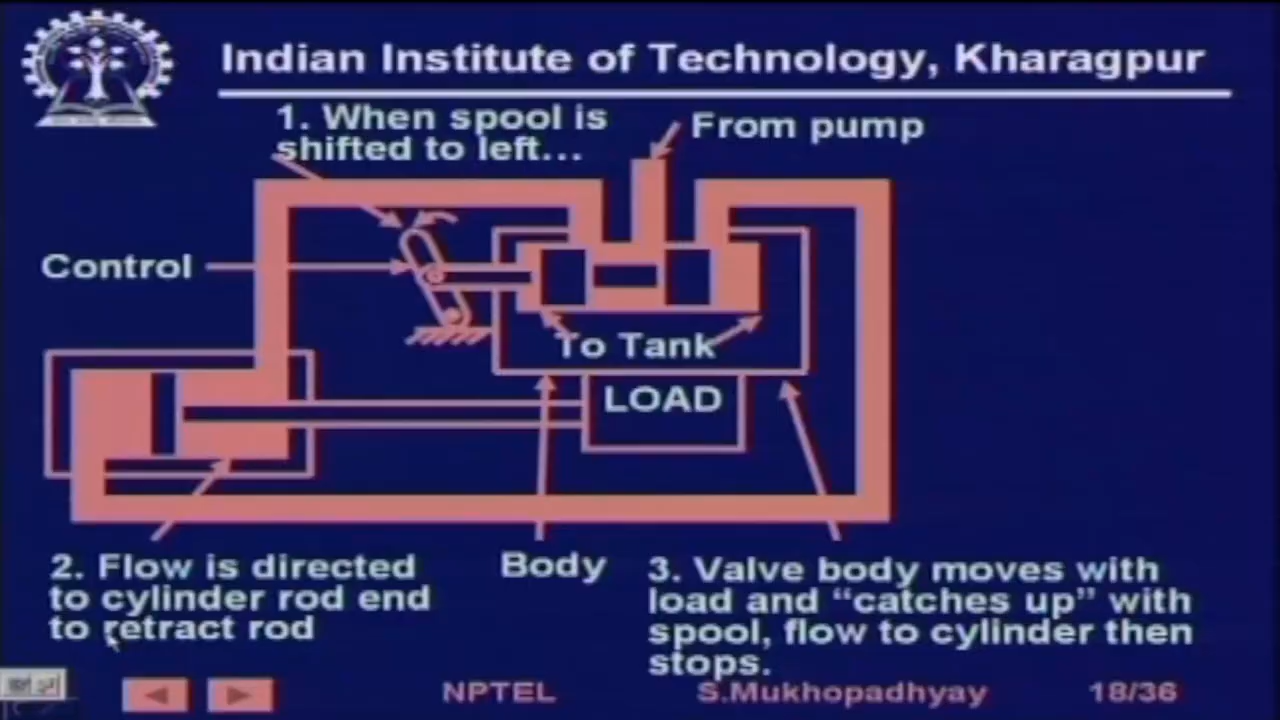 Indian Institute of Technology, Kharagpur
1. When spool is
shifted to left...
From pump
Control
To Tank
LOAD
2. Flow is directed
to cylinder rod end
to retract rod
Body
3. Valve body moves with
load and “catches up” with
spool, flow to cylinder then
stops.
NPTEL
S.Mukhopadhyay
18/36